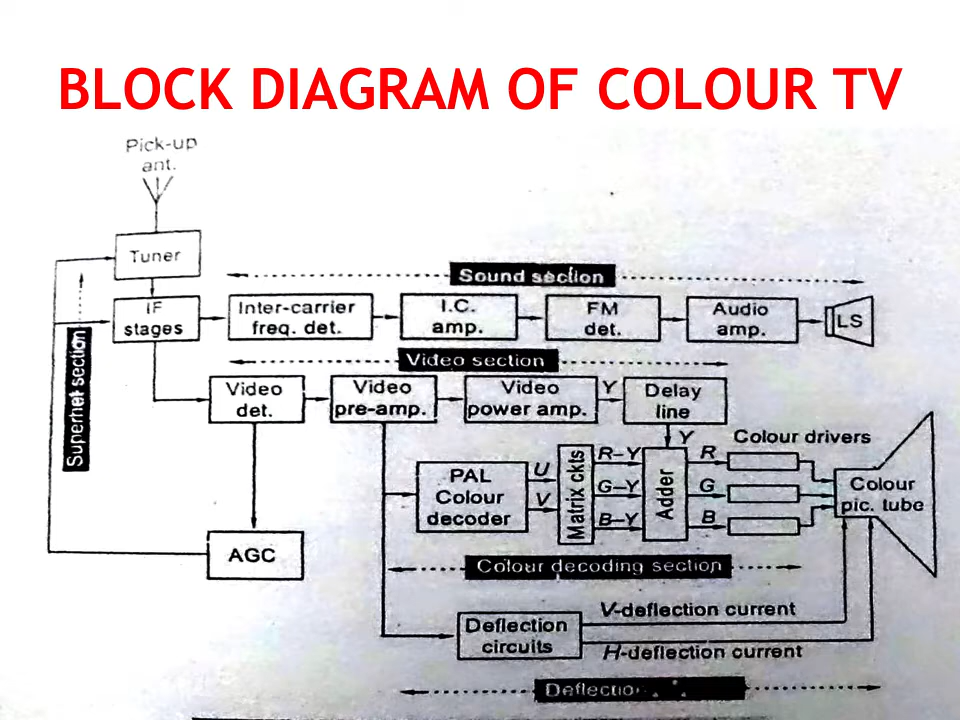 BLOCK DIAGRAM OF COLOUR TV
Pick-up
ant.
Tuner
Sound section
IF
stages
Inter-carrier
freq. det.
I.C.
amp.
FM
det.
Audio
amp.
LS
Superhet section
Video section
Video
det.
Video
pre-amp.
Video
power amp.
Y
Delay
line
Y
Colour drivers
PAL
Colour
decoder
U
V
Matrix ckts
R-Y
G-Y
B-Y
Adder
R
G
B
Colour
pic. tube
AGC
Colour decoding section
Deflection
circuits
V-deflection current
H-deflection current